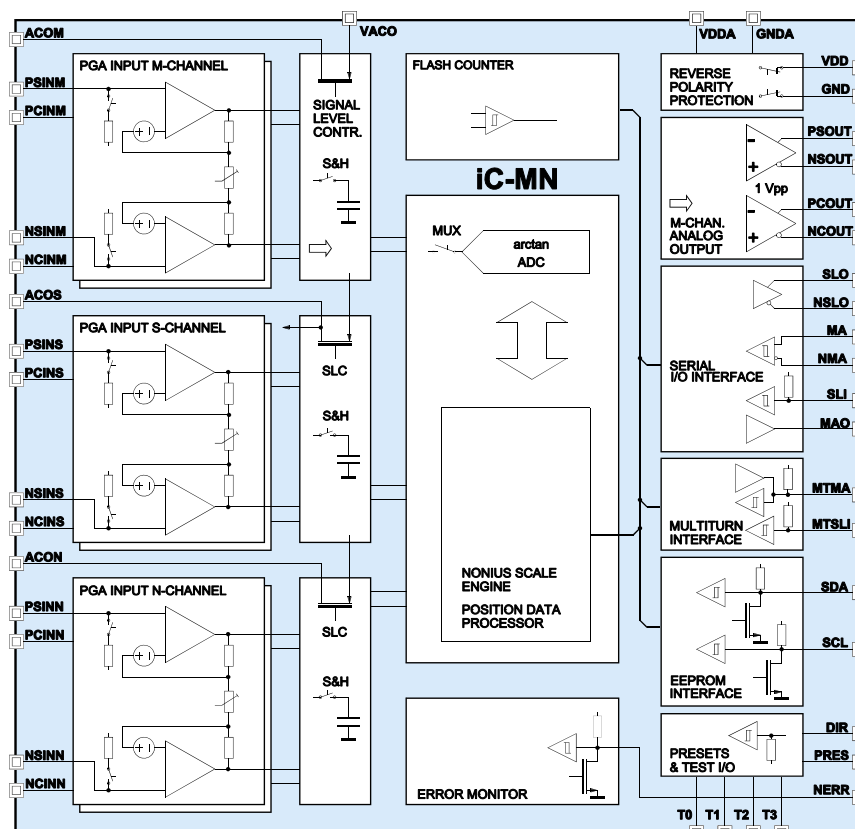 VACO
VDDA
GNDA
ACOM
PGA INPUT M-CHANNEL
PSINM
PCINM
NSINM
NCINM
SIGNAL
LEVEL
CONTR.
S&H
FLASH COUNTER
iC-MN
MUX
arctan
ADC
REVERSE
POLARITY
PROTECTION
VDD
GND
PSOUT
NSOUT
1 Vpp
PCOUT
NCOUT
M-CHAN.
ANALOG
OUTPUT
ACOS
PGA INPUT S-CHANNEL
PSINS
PCINS
NSINS
NCINS
SLC
S&H
SLO
NSLO
MA
NMA
SERIAL
I/O INTERFACE
SLI
MAO
MTMA
MTSLI
MULTITURN
INTERFACE
ACON
PGA INPUT N-CHANNEL
PSINN
PCINN
NSINN
NCINN
SLC
S&H
NONIUS SCALE
ENGINE
POSITION DATA
PROCESSOR
SDA
SCL
EEPROM
INTERFACE
ERROR MONITOR
DIR
PRES
PRESETS
& TEST I/O
NERR
T0 T1 T2 T3